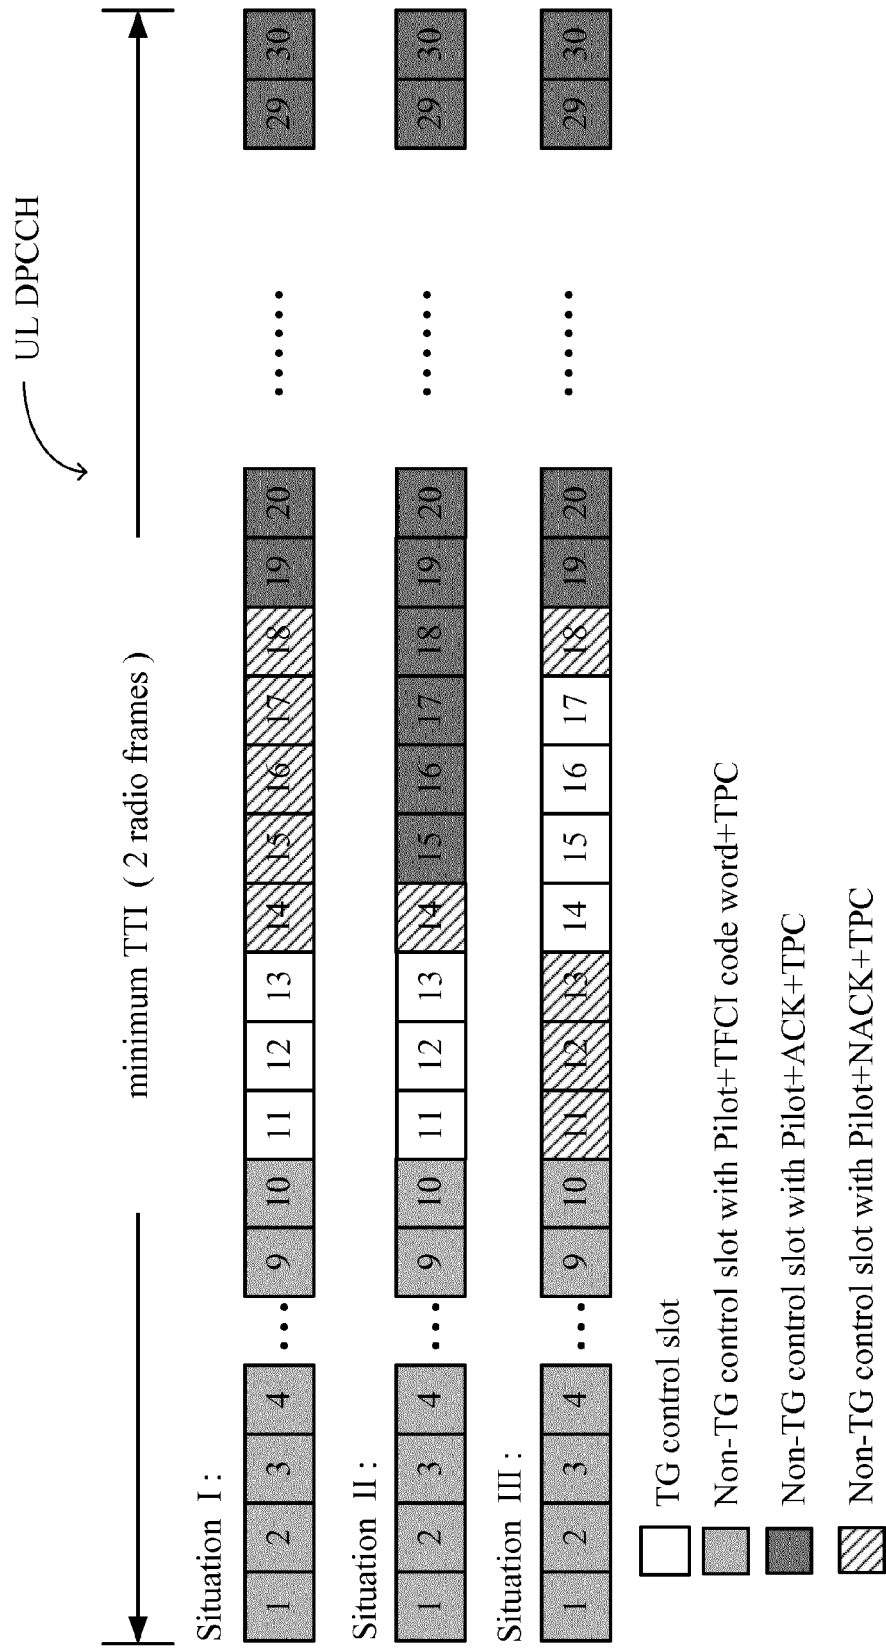 UL DPCCH
minimum TTI ( 2 radio frames )
Situation I :
1 2 3 4 ··· 9 10 11 12 13 14 15 16 17 18 19 20 ······ 29 30
Situation II :
1 2 3 4 ··· 9 10 11 12 13 14 15 16 17 18 19 20 ······ 29 30
Situation III :
1 2 3 4 ··· 9 10 11 12 13 14 15 16 17 18 19 20 ······ 29 30
TG control slot
Non-TG control slot with Pilot+TFCI code word+TPC
Non-TG control slot with Pilot+ACK+TPC
Non-TG control slot with Pilot+NACK+TPC